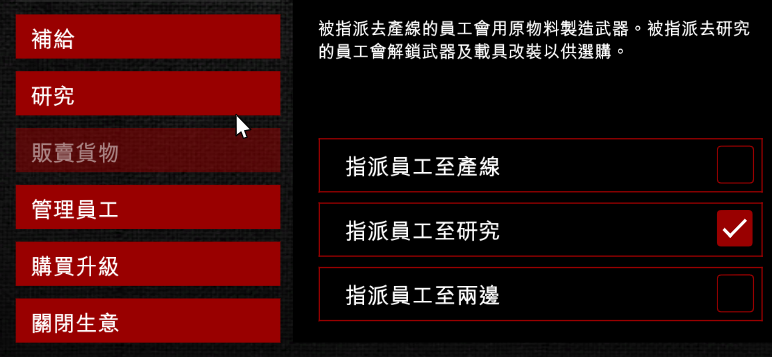 補給
研究
販賣貨物
管理員工
購買升級
關閉生意
被指派去產線的員工會用原物料製造武器。被指派去研究
的員工會解鎖武器及載具改裝以供選購。
指派員工至產線
指派員工至研究
指派員工至兩邊